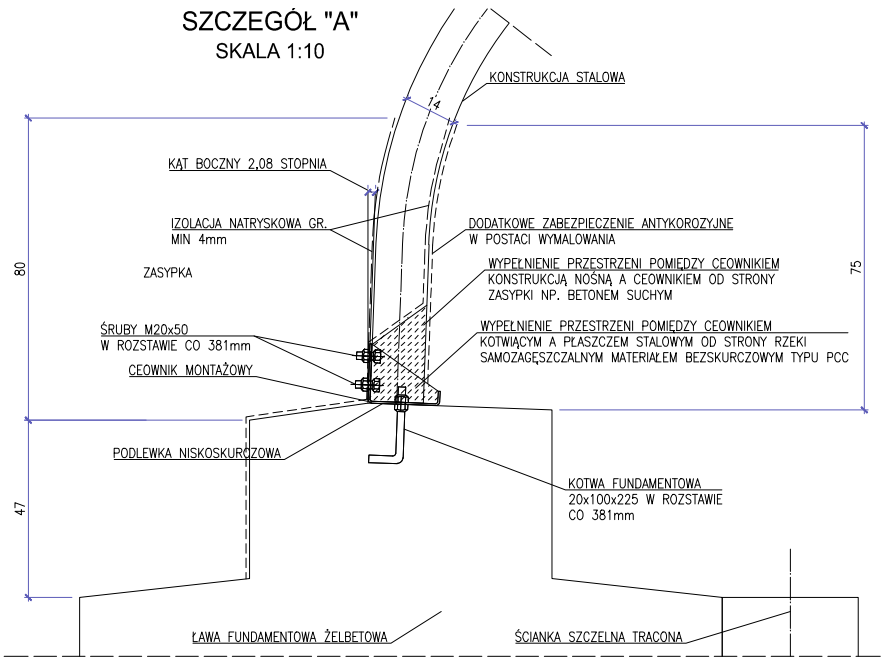 SZCZEGÓŁ "A"
SKALA 1:10
KONSTRUKCJA STALOWA
14
KĄT BOCZNY 2,08 STOPNIA
IZOLACJA NATRYSKOWA GR.
MIN 4mm
DODATKOWE ZABEZPIECZENIE ANTYKOROZYJNE
W POSTACI WYMALOWANIA
80
ZASYPKA
75
WYPEŁNIENIE PRZESTRZENI POMIĘDZY CEOWNIKIEM
KONSTRUKCJĄ NOŚNĄ A CEOWNIKIEM OD STRONY
ZASYPKI NP. BETONEM SUCHYM
ŚRUBY M20x50
W ROZSTAWIE CO 381mm
WYPEŁNIENIE PRZESTRZENI POMIĘDZY CEOWNIKIEM
KOTWIĄCYM A PŁASZCZEM STALOWYM OD STRONY RZEKI
SAMOZAGĘSZCZALNYM MATERIAŁEM BEZSKURCZOWYM TYPU PCC
CEOWNIK MONTAŻOWY
PODLEWKA NISKOSKURCZOWA
47
KOTWA FUNDAMENTOWA
20x100x225 W ROZSTAWIE
CO 381mm
ŁAWA FUNDAMENTOWA ŻELBETOWA
ŚCIANKA SZCZELNA TRACONA